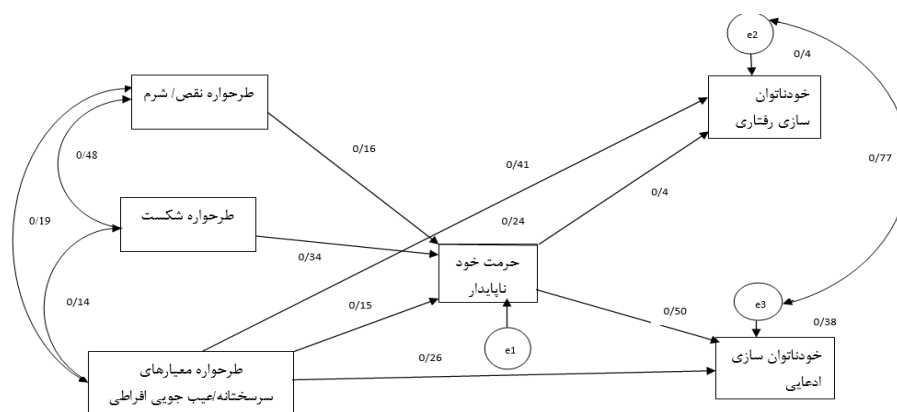 e2
0/4
طرحواره نقص/ شرم
خودناتوان
سازی رفتاری
0/48
0/16
0/41
0/77
0/4
0/19
طرحواره شکست
0/24
0/34
حرمت خود
ناپایدار
0/14
0/15
0/50
e3
0/38
e1
طرحواره معیارهای
سرسختانه/عیب جویی افراطی
0/26
خودناتوان سازی
ادعایی